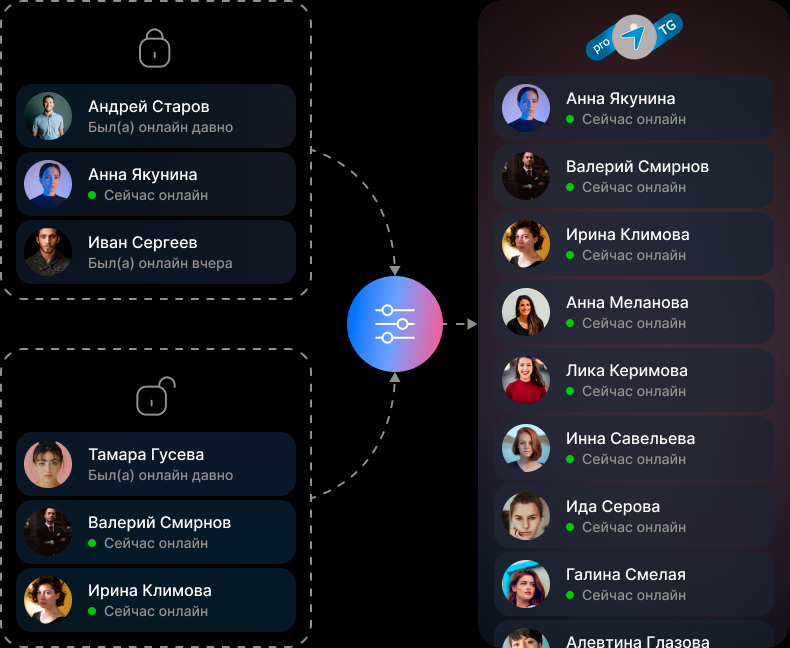 Андрей Старов
Был(а) онлайн давно
Анна Якунина
Сейчас онлайн
Иван Сергеев
Был(а) онлайн вчера
Тамара Гусева
Был(а) онлайн давно
Валерий Смирнов
Сейчас онлайн
Ирина Климова
Сейчас онлайн
pro TG
Анна Якунина
Сейчас онлайн
Валерий Смирнов
Сейчас онлайн
Ирина Климова
Сейчас онлайн
Анна Меланова
Сейчас онлайн
Лика Керимова
Сейчас онлайн
Инна Савельева
Сейчас онлайн
Ида Серова
Сейчас онлайн
Галина Смелая
Сейчас онлайн
Алевтина Глазова